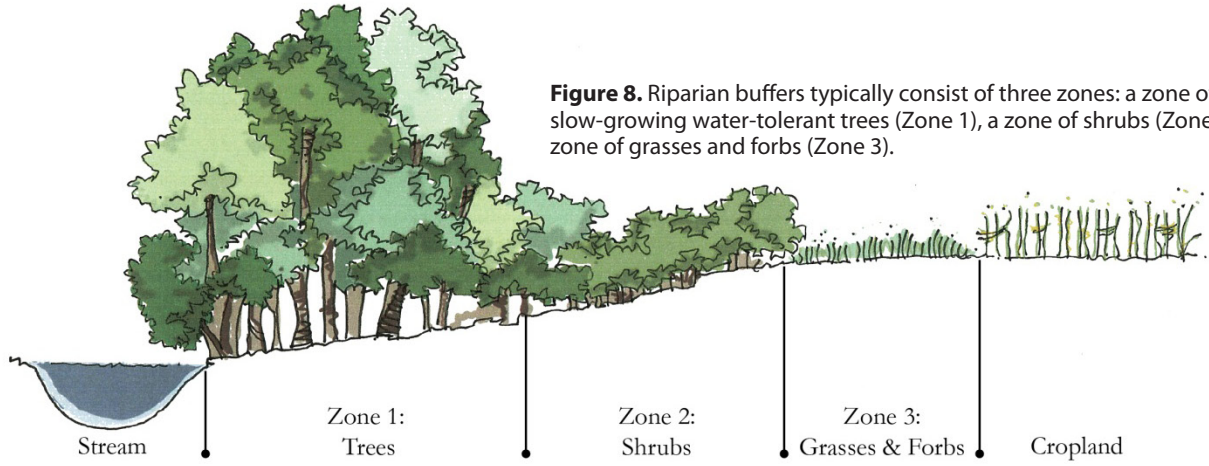 Figure 8. Riparian buffers typically consist of three zones: a zone o
slow-growing water-tolerant trees (Zone 1), a zone of shrubs (Zone
zone of grasses and forbs (Zone 3).
Zone 1:
Trees
Zone 2:
Shrubs
Zone 3:
Grasses & Forbs
Stream
Cropland